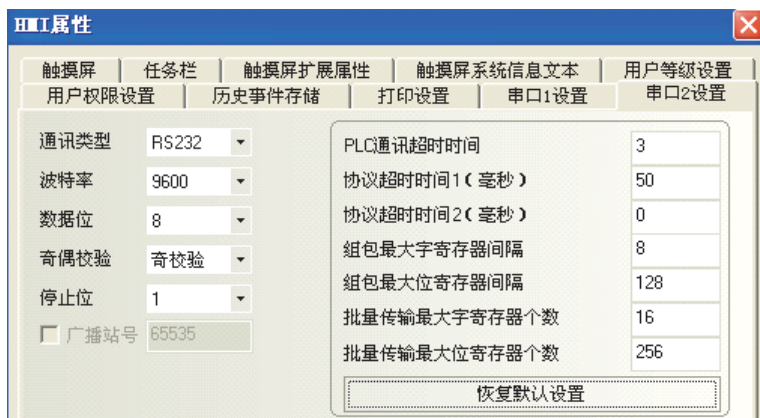 HMI属性
触摸屏 任务栏 触摸屏扩展属性 触摸屏系统信息文本 用户等级设置
用户权限设置 历史事件存储 打印设置 串口1设置 串口2设置
通讯类型 RS232
波特率 9600
数据位 8
奇偶校验 奇校验
停止位 1
广播站号 65535
PLC通讯超时时间 3
协议超时时间1(毫秒) 50
协议超时时间2(毫秒) 0
组包最大字寄存器间隔 8
组包最大位寄存器间隔 128
批量传输最大字寄存器个数 16
批量传输最大位寄存器个数 256
恢复默认设置